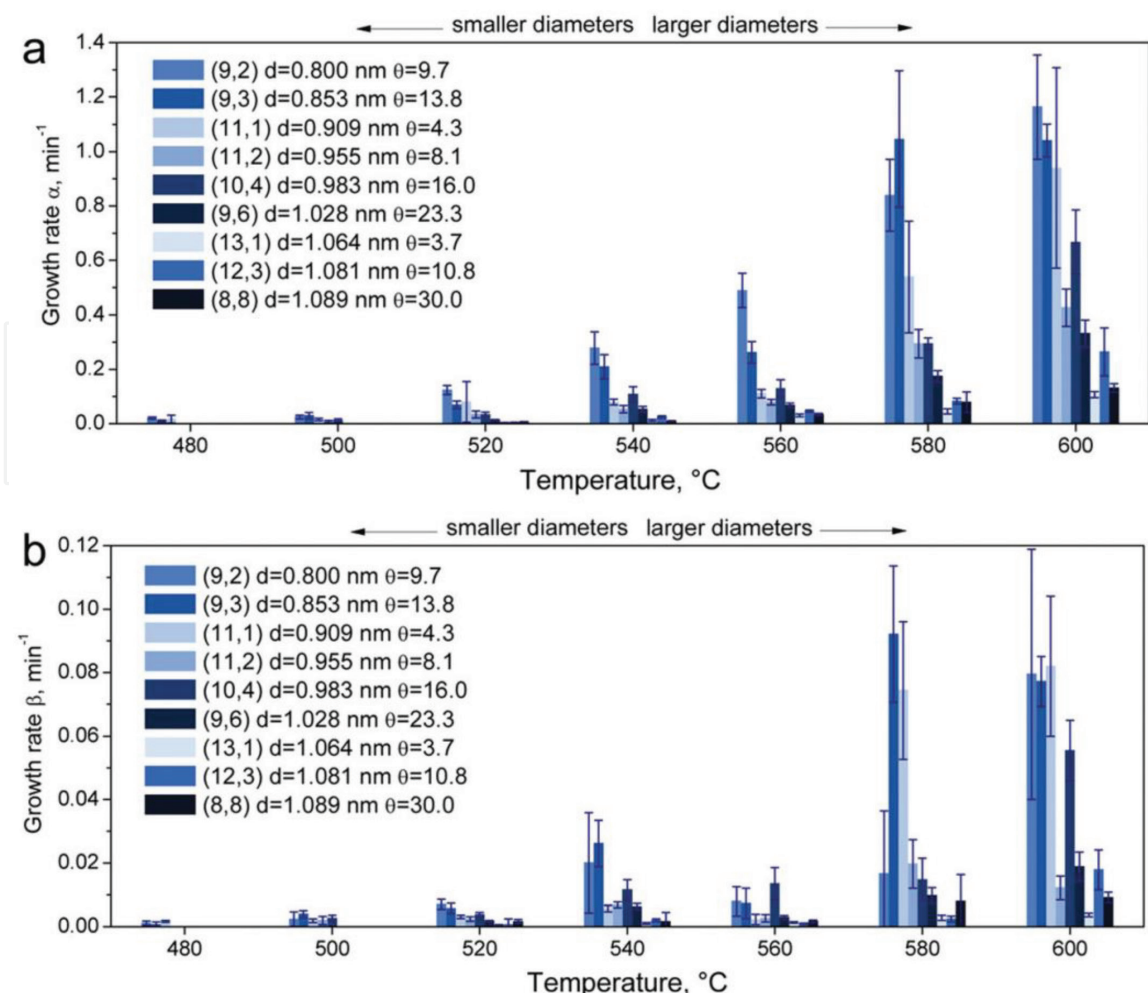 smaller diameters larger diameters
a
1.4
1.2
1.0
0.8
0.6
0.4
0.2
0.0
Growth rate α, min⁻¹
(9,2) d=0.800 nm θ=9.7
(9,3) d=0.853 nm θ=13.8
(11,1) d=0.909 nm θ=4.3
(11,2) d=0.955 nm θ=8.1
(10,4) d=0.983 nm θ=16.0
(9,6) d=1.028 nm θ=23.3
(13,1) d=1.064 nm θ=3.7
(12,3) d=1.081 nm θ=10.8
(8,8) d=1.089 nm θ=30.0
480 500 520 540 560 580 600
Temperature, °C
smaller diameters larger diameters
b
0.12
0.10
0.08
0.06
0.04
0.02
0.00
Growth rate β, min⁻¹
(9,2) d=0.800 nm θ=9.7
(9,3) d=0.853 nm θ=13.8
(11,1) d=0.909 nm θ=4.3
(11,2) d=0.955 nm θ=8.1
(10,4) d=0.983 nm θ=16.0
(9,6) d=1.028 nm θ=23.3
(13,1) d=1.064 nm θ=3.7
(12,3) d=1.081 nm θ=10.8
(8,8) d=1.089 nm θ=30.0
480 500 520 540 560 580 600
Temperature, °C